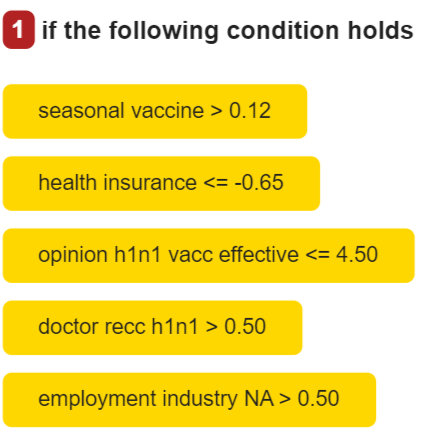 1 if the following condition holds
seasonal vaccine > 0.12
health insurance <= -0.65
opinion h1n1 vacc effective <= 4.50
doctor recc h1n1 > 0.50
employment industry NA > 0.50